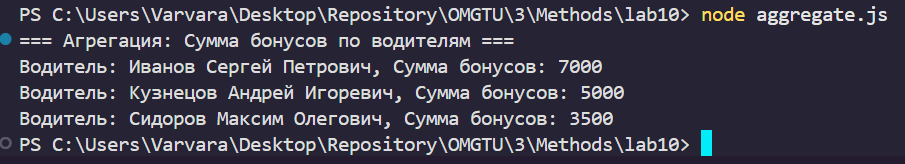 PS C:\Users\Varvara\Desktop\Repository\OMGTU\3\Methods\lab10> node aggregate.js
=== Агрегация: Сумма бонусов по водителям ===
Водитель: Иванов Сергей Петрович, Сумма бонусов: 7000
Водитель: Кузнецов Андрей Игоревич, Сумма бонусов: 5000
Водитель: Сидоров Максим Олегович, Сумма бонусов: 3500
PS C:\Users\Varvara\Desktop\Repository\OMGTU\3\Methods\lab10>